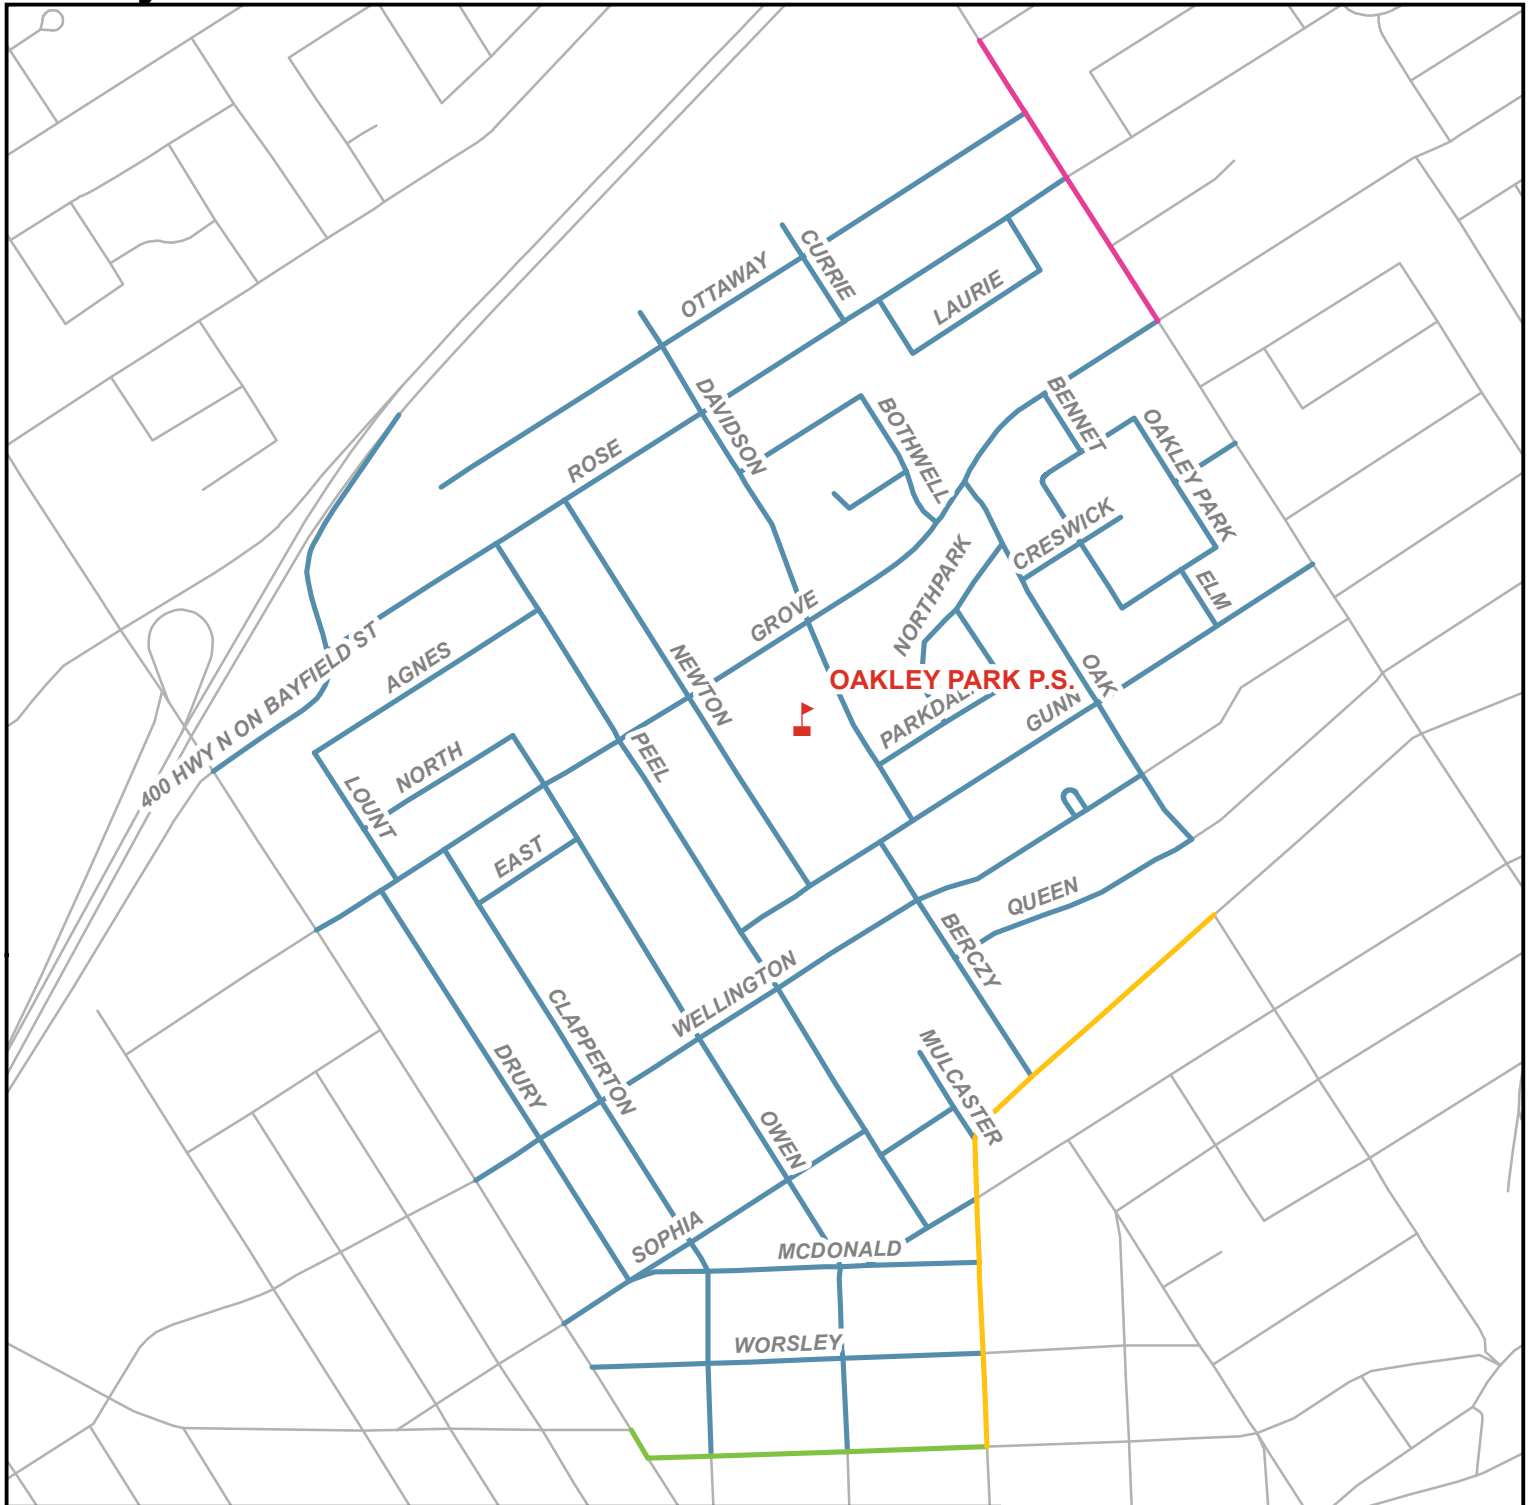 CURRIE
OTTAWAY
LAURIE
DAVIDSON
BENNET
BOTHWELL
OAKLEY PARK
ROSE
CRESWICK
NORTHPARK
ELM
GROVE
400 HWY N ON BAYFIELD ST
AGNES
NEWTON
OAK
OAKLEY PARK P.S.
PARKDAL
GUNN
PEEL
NORTH
LOUNT
EAST
QUEEN
BERCZY
WELLINGTON
CLAPPERTON
MULCASTER
DRURY
OWEN
SOPHIA
MCDONALD
WORSLEY